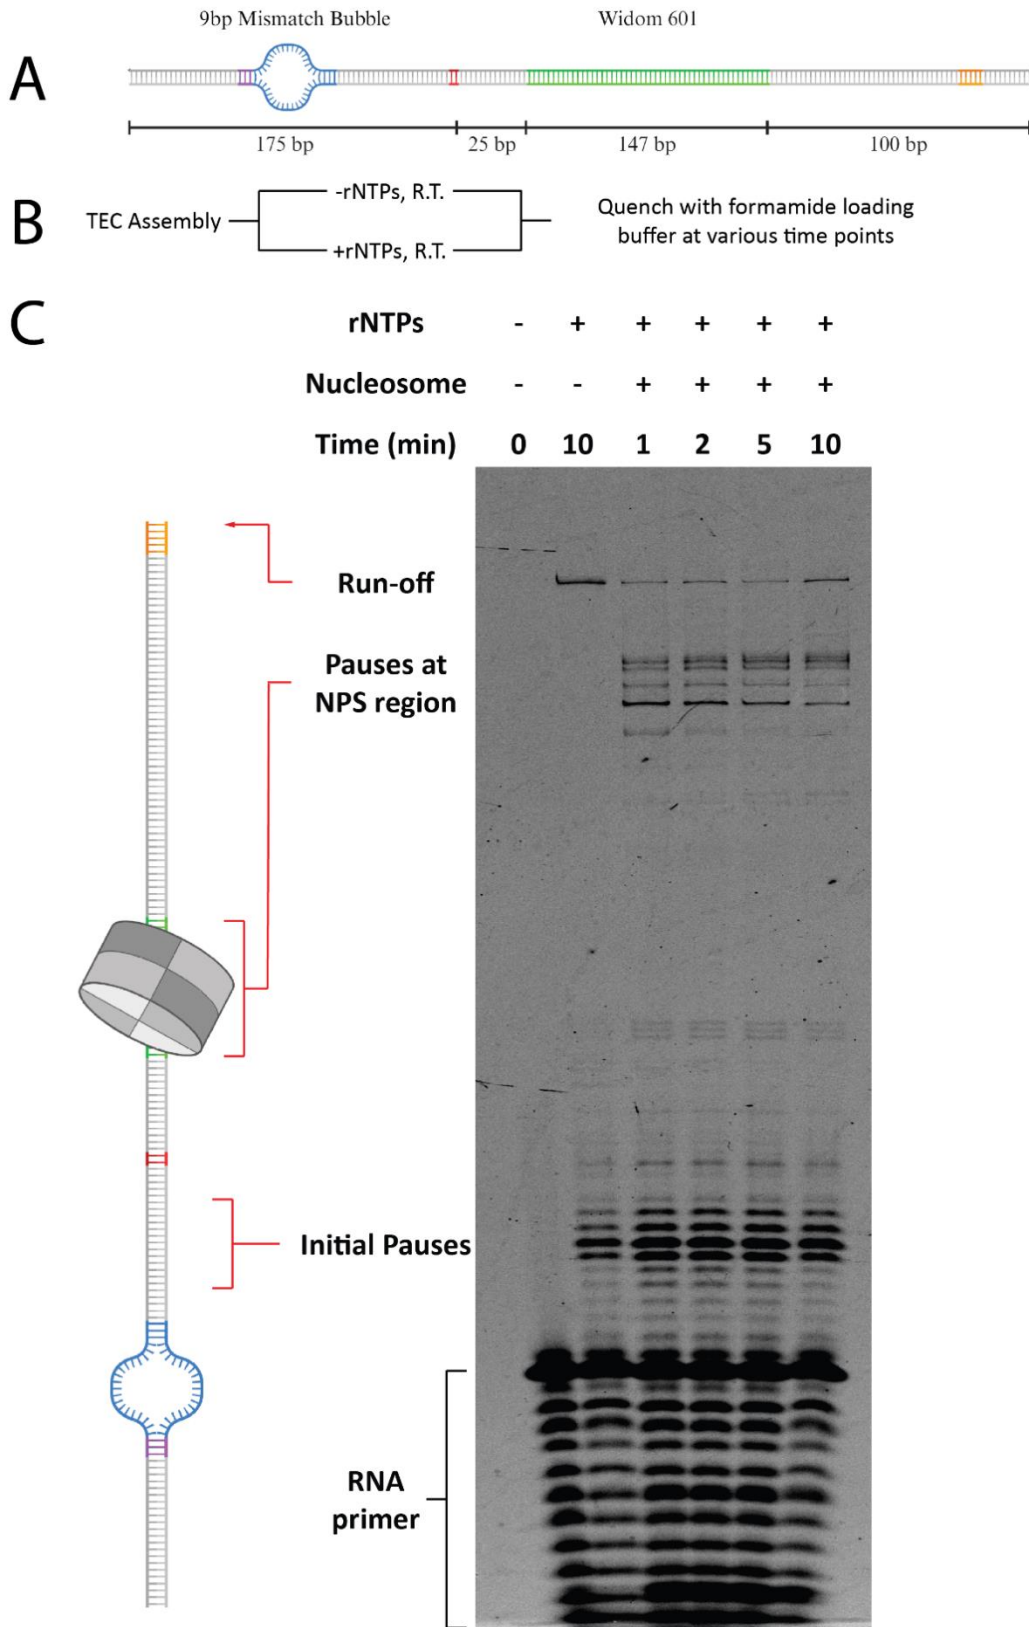 9bp Mismatch Bubble
Widom 601
A
175 bp
25 bp
147 bp
100 bp
B
TEC Assembly
-rNTPs, R.T.
+rNTPs, R.T.
Quench with formamide loading
buffer at various time points
C
rNTPs - + + + + +
Nucleosome - - + + + +
Time (min) 0 10 1 2 5 10
Run-off
Pauses at
NPS region
Initial Pauses
RNA
primer